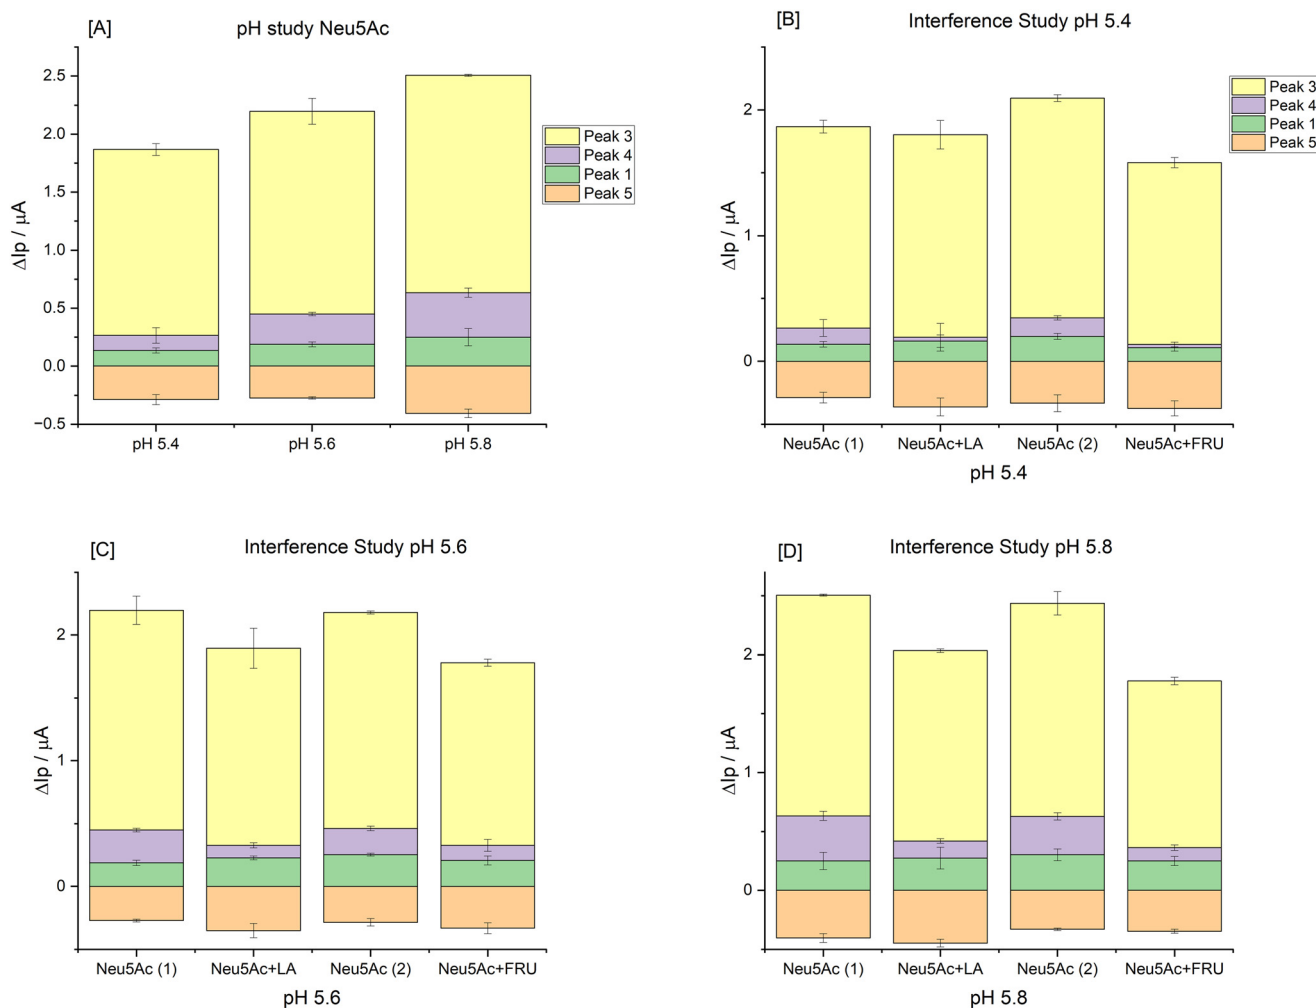 [A]
pH study Neu5Ac
2.5
2.0
1.5
1.0
0.5
0.0
−0.5
ΔIp / μA
pH 5.4
pH 5.6
pH 5.8
Peak 3
Peak 4
Peak 1
Peak 5
[B]
Interference Study pH 5.4
2
1
0
ΔIp / μA
Neu5Ac (1)
Neu5Ac+LA
Neu5Ac (2)
Neu5Ac+FRU
pH 5.4
Peak 3
Peak 4
Peak 1
Peak 5
[C]
Interference Study pH 5.6
2
1
0
ΔIp / μA
Neu5Ac (1)
Neu5Ac+LA
Neu5Ac (2)
Neu5Ac+FRU
pH 5.6
[D]
Interference Study pH 5.8
2
1
0
ΔIp / μA
Neu5Ac (1)
Neu5Ac+LA
Neu5Ac (2)
Neu5Ac+FRU
pH 5.8